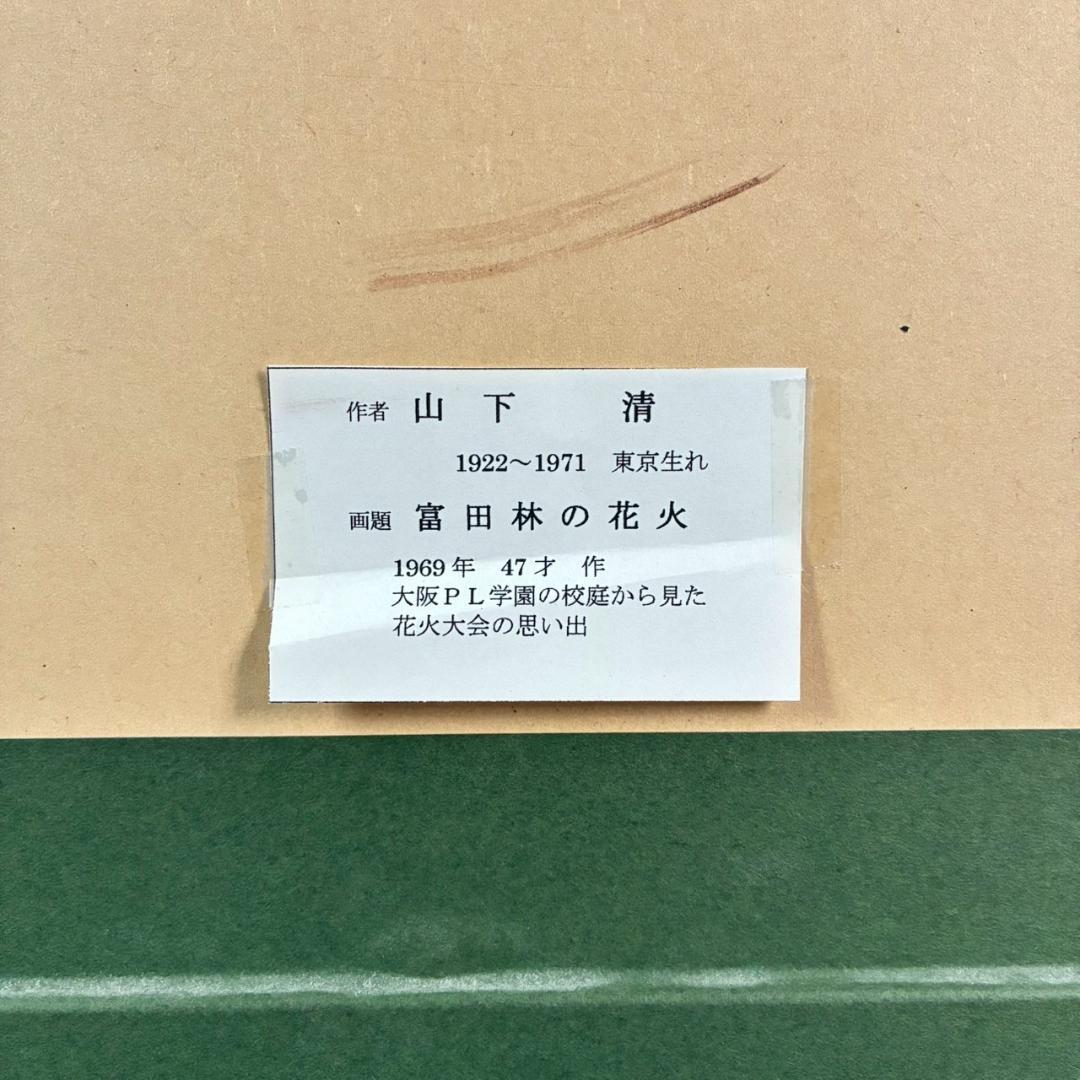 作者 山下 清
1922～1971 東京生れ
画題 富田林の花火
1969年 47才 作
大阪ＰＬ学園の校庭から見た
花火大会の思い出